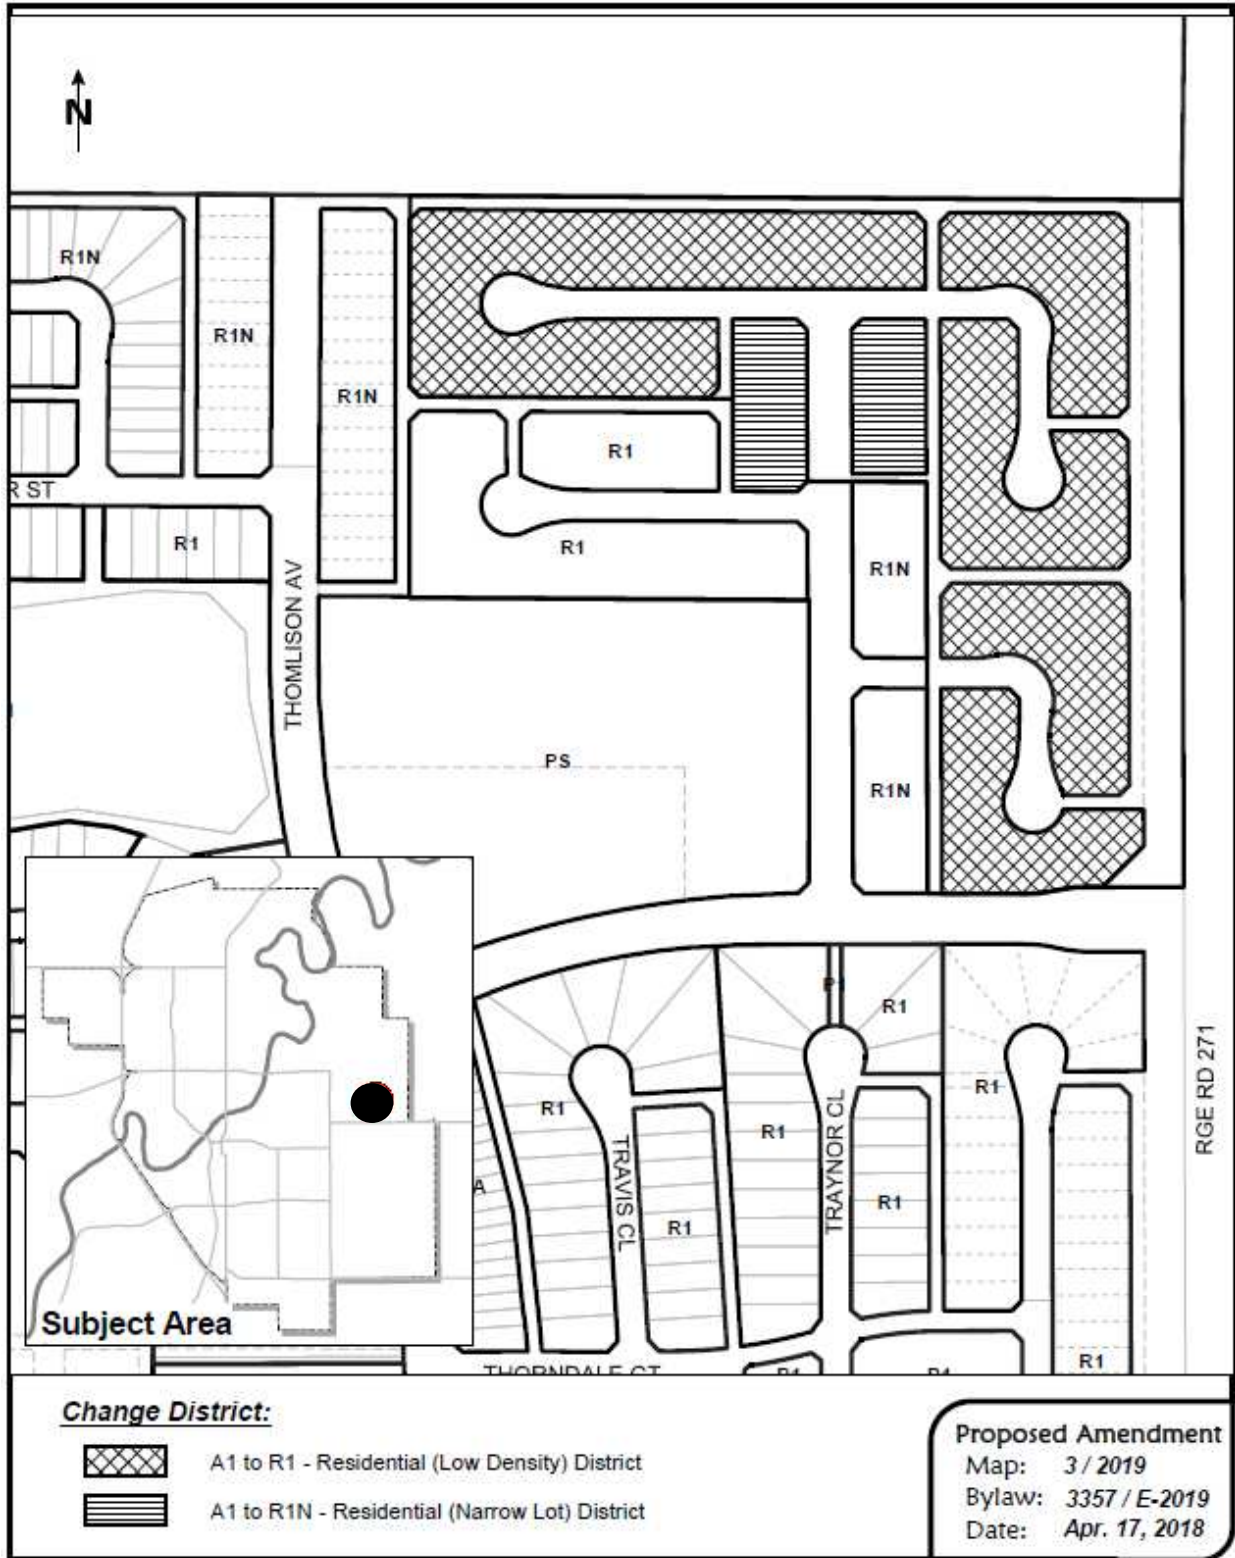 N
R1N
R1N
R1N
R1
R ST
R1
R1
R1N
THOMLISON AV
PS
R1N
P1
R1
R1
R1
R1
RGE RD 271
A
TRAVIS CL
TRAYNOR CL
R1
R1
Subject Area
R1
THORNDALE CT
R1
Change District:
A1 to R1 - Residential (Low Density) District
A1 to R1N - Residential (Narrow Lot) District
Proposed Amendment
Map: 3 / 2019
Bylaw: 3357 / E-2019
Date: Apr. 17, 2018